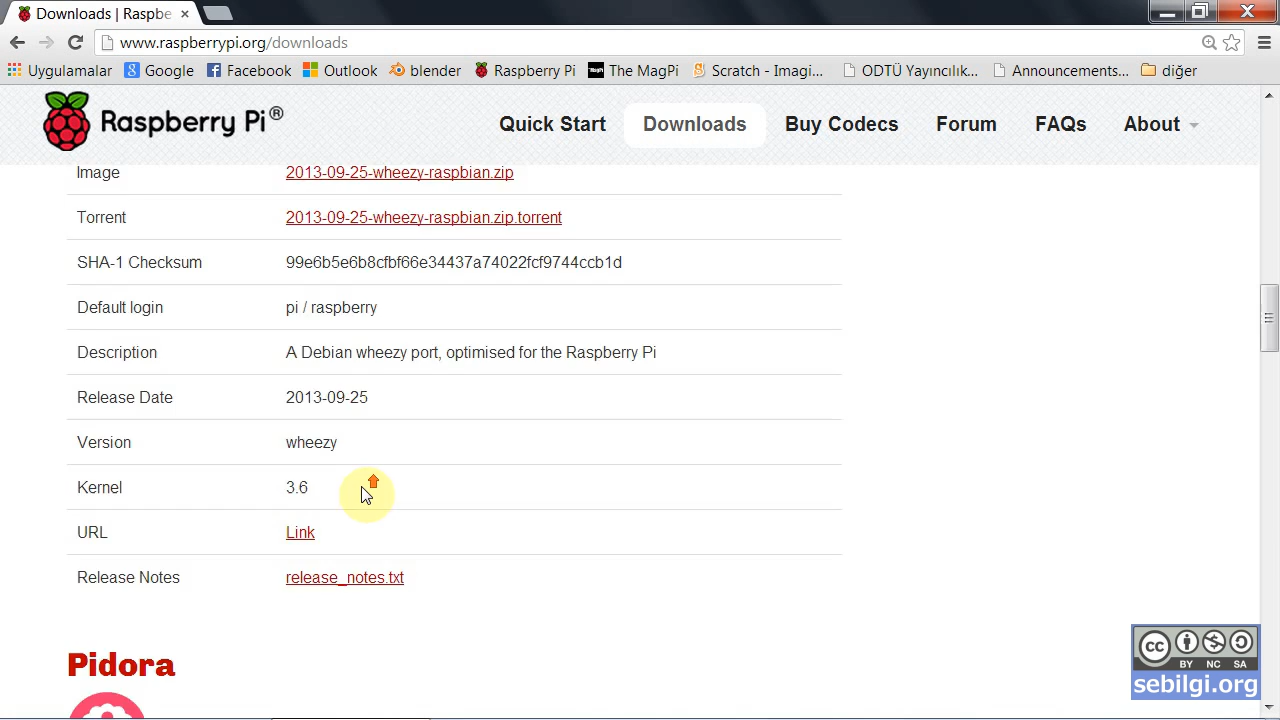 Downloads | Raspbe
www.raspberrypi.org/downloads
Uygulamalar Google Facebook Outlook blender Raspberry Pi The MagPi Scratch - Imagi... ODTÜ Yayıncılık... Announcements... diğer
Raspberry Pi® Quick Start Downloads Buy Codecs Forum FAQs About
Image 2013-09-25-wheezy-raspbian.zip
Torrent 2013-09-25-wheezy-raspbian.zip.torrent
SHA-1 Checksum 99e6b5e6b8cfbf66e34437a74022fcf9744ccb1d
Default login pi / raspberry
Description A Debian wheezy port, optimised for the Raspberry Pi
Release Date 2013-09-25
Version wheezy
Kernel 3.6
URL Link
Release Notes release_notes.txt
Pidora
cc BY NC SA
sebilgi.org